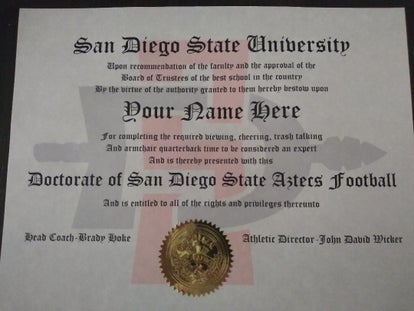 San Diego State University
Upon recommendation of the faculty and the approval of the
Board of Trustees of the best school in the country
By the virtue of the authority granted to them hereby bestow upon
Your Name Here
For completing the required viewing, cheering, trash talking
And armchair quarterback time to be considered an expert
And is hereby presented with this
Doctorate of San Diego State Aztecs Football
And is entitled to all of the rights and privileges thereunto
Head Coach-Brady Hoke Athletic Director-John David Wicker